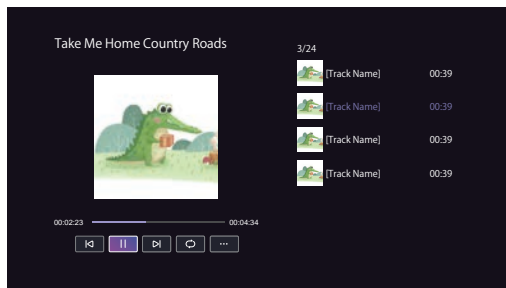 Take Me Home Country Roads
00:02:23
00:04:34
3/24
[Track Name] 00:39
[Track Name] 00:39
[Track Name] 00:39
[Track Name] 00:39